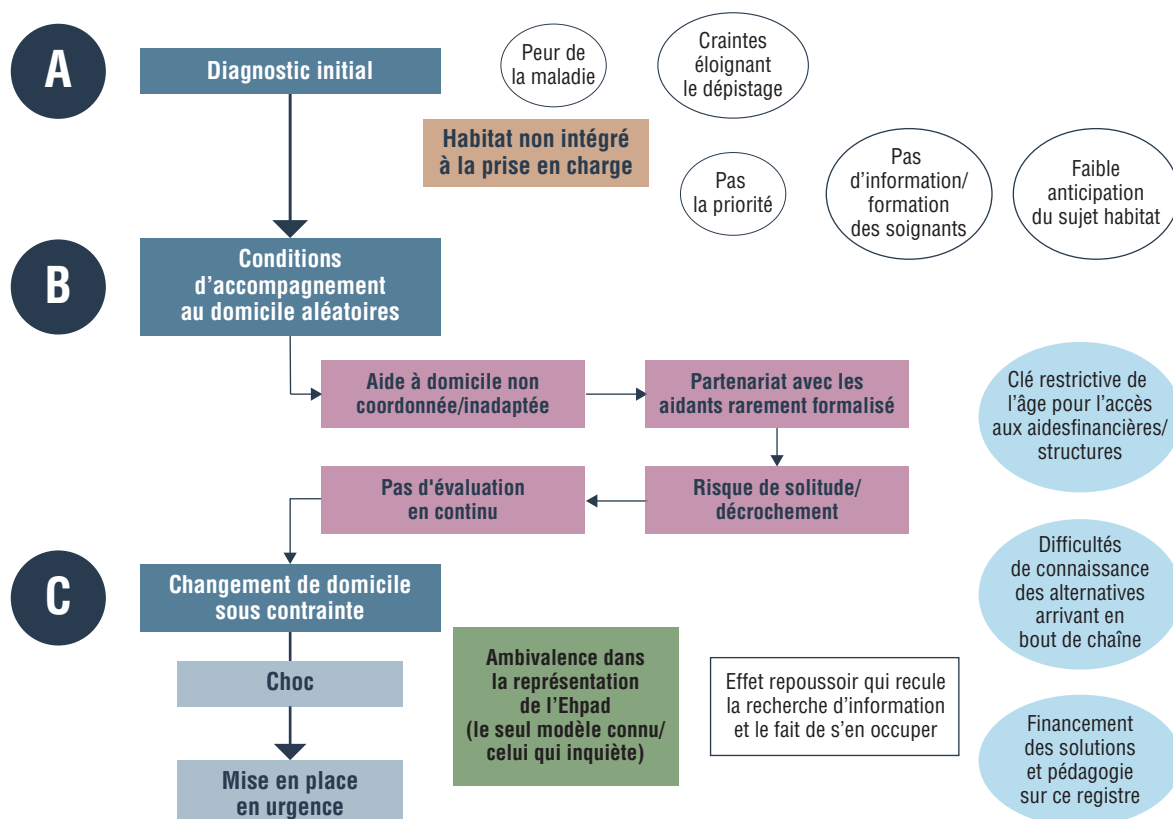 A
Diagnostic initial
Peur de
la maladie
Craintes
éloignant
le dépistage
Habitat non intégré
à la prise en charge
Pas
la priorité
Pas
d'information/
formation
des soignants
Faible
anticipation
du sujet habitat
B
Conditions
d'accompagnement
au domicile aléatoires
Aide à domicile non
coordonnée/inadaptée
Partenariat avec les
aidants rarement formalisé
Clé restrictive de
l'âge pour l'accès
aux aidesfinancières/
structures
Pas d'évaluation
en continu
Risque de solitude/
décrochement
C
Changement de domicile
sous contrainte
Difficultés
de connaissance
des alternatives
arrivant en
bout de chaîne
Choc
Ambivalence dans
la représentation
de l'Ehpad
(le seul modèle connu/
celui qui inquiète)
Effet repoussoir qui recule
la recherche d'information
et le fait de s'en occuper
Mise en place
en urgence
Financement
des solutions
et pédagogie
sur ce registre